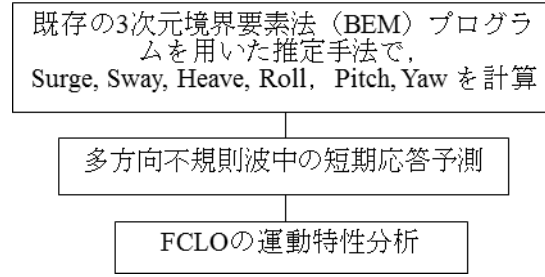 既存の3次元境界要素法（BEM）プログラ
ムを用いた推定手法で，
Surge, Sway, Heave, Roll，Pitch, Yaw を計算
多方向不規則波中の短期応答予測
FCLOの運動特性分析